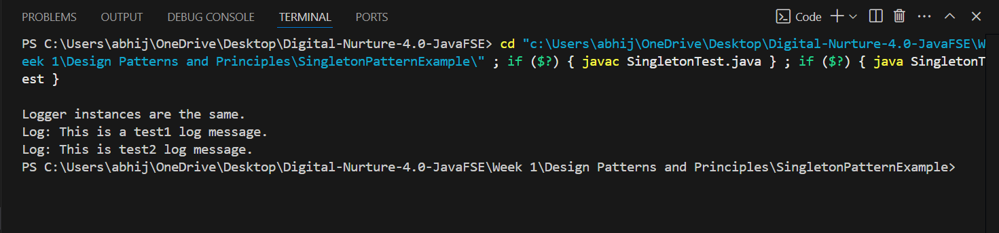 PROBLEMS OUTPUT DEBUG CONSOLE TERMINAL PORTS Code
PS C:\Users\abhij\OneDrive\Desktop\Digital-Nurture-4.0-JavaFSE> cd "c:\Users\abhij\OneDrive\Desktop\Digital-Nurture-4.0-JavaFSE\W
eek 1\Design Patterns and Principles\SingletonPatternExample\" ; if ($?) { javac SingletonTest.java } ; if ($?) { java SingletonT
est }
Logger instances are the same.
Log: This is a test1 log message.
Log: This is test2 log message.
PS C:\Users\abhij\OneDrive\Desktop\Digital-Nurture-4.0-JavaFSE\Week 1\Design Patterns and Principles\SingletonPatternExample>